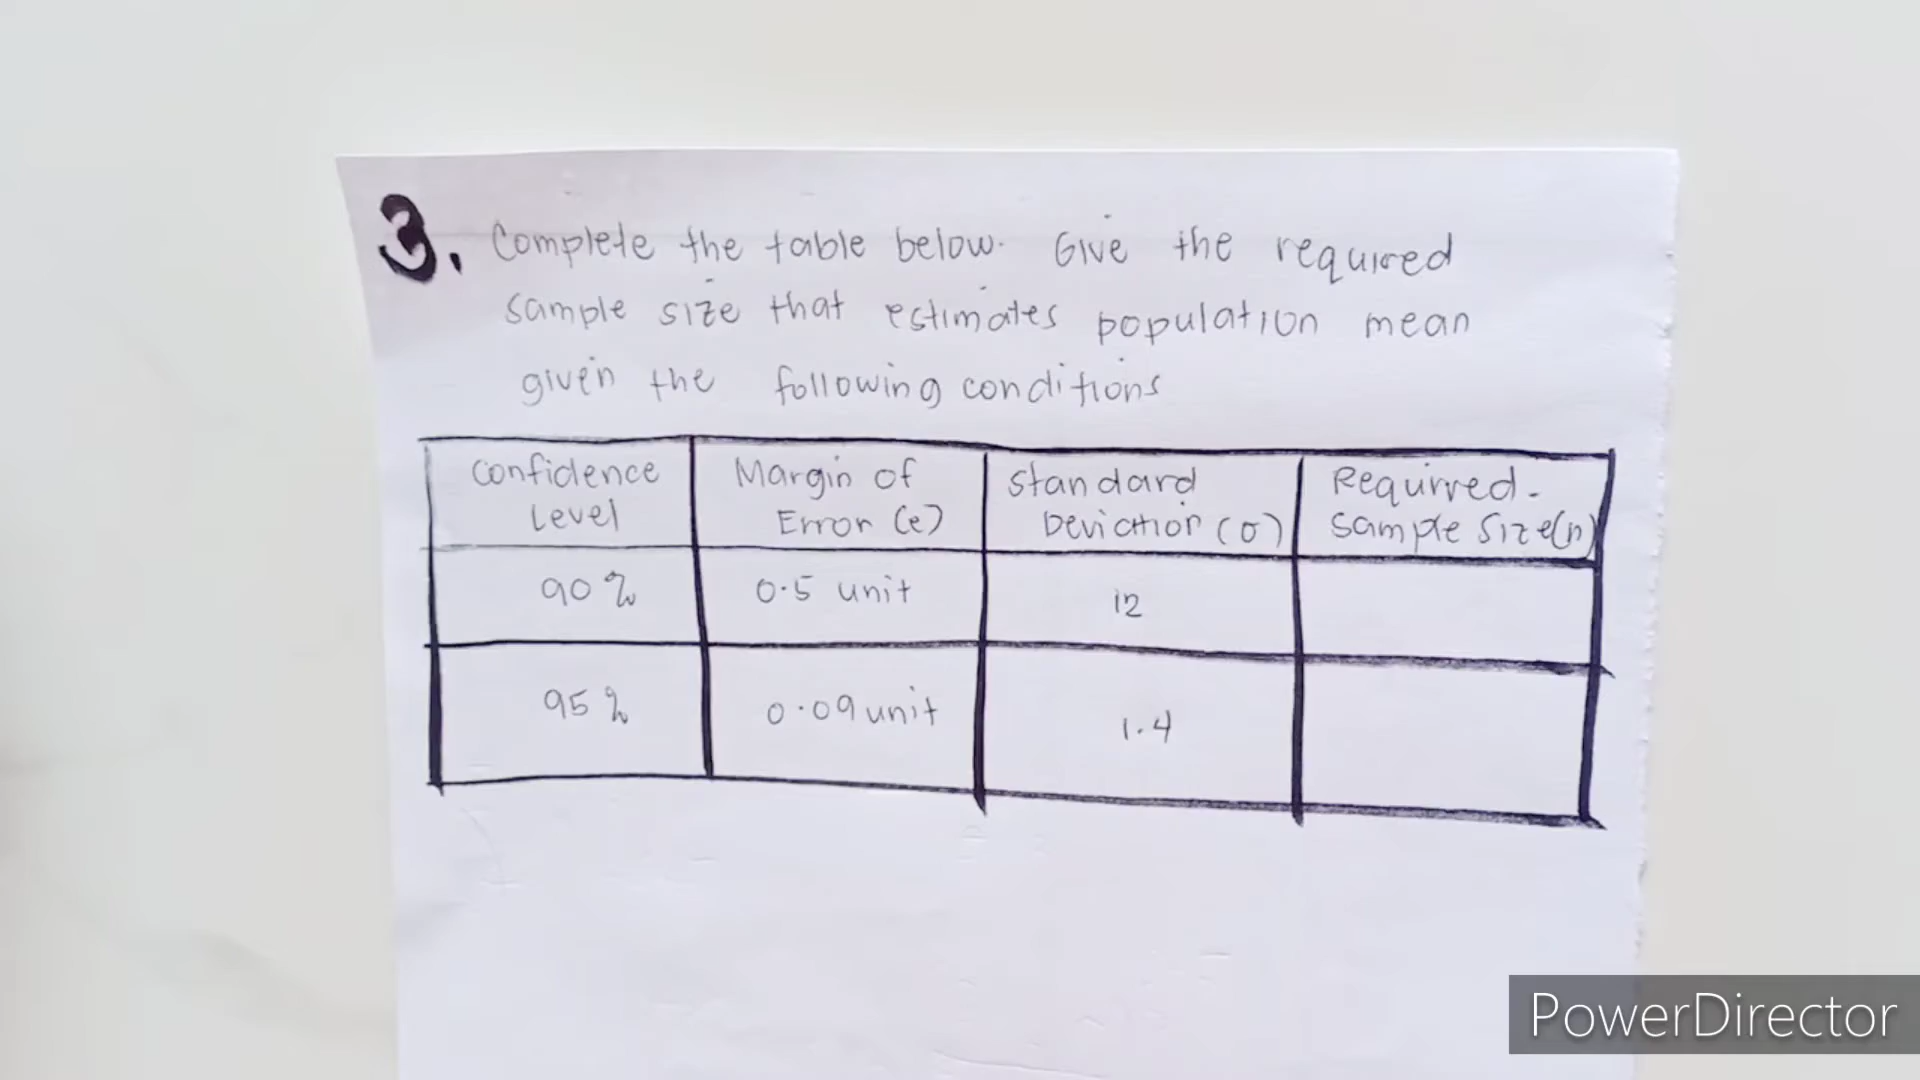 3. Complete the table below. Give the required
sample size that estimates population mean
given the following conditions
Confidence Level
Margin of Error (e)
Standard Deviation (σ)
Required Sample Size(n)
90%
0.5 unit
12
95%
0.09 unit
1.4
PowerDirector